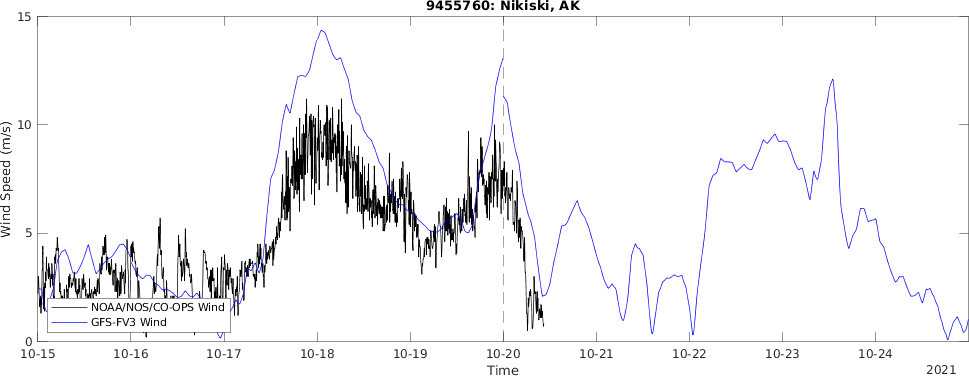 9455760: Nikiski, AK
Wind Speed (m/s)
15
10
5
0
NOAA/NOS/CO-OPS Wind
GFS-FV3 Wind
10-15 10-16 10-17 10-18 10-19 10-20 10-21 10-22 10-23 10-24
Time
2021